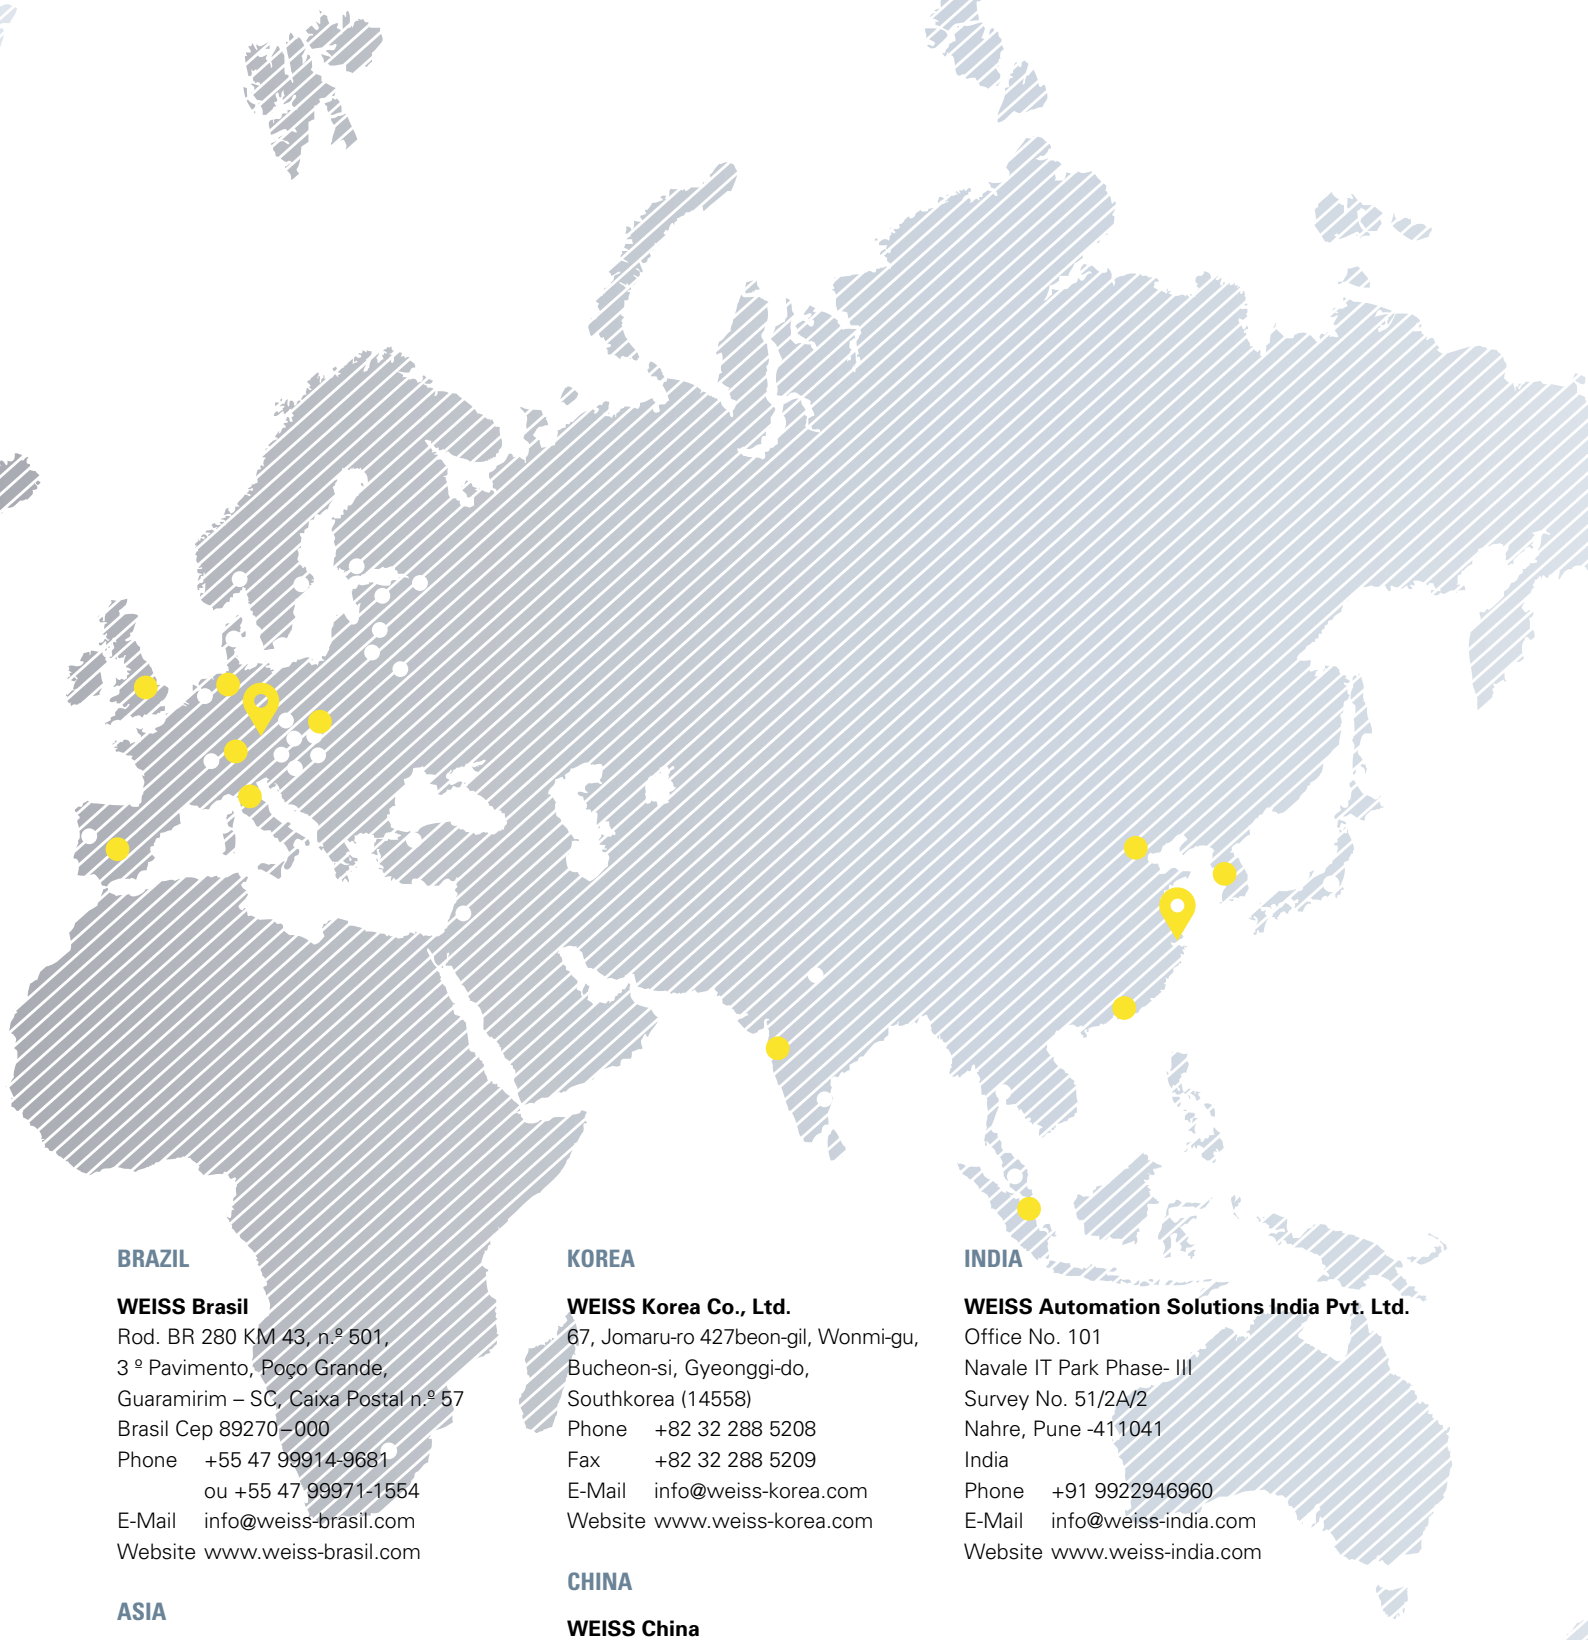 BRAZIL
WEISS Brasil
Rod. BR 280 KM 43, n.º 501,
3 º Pavimento, Poço Grande,
Guaramirim – SC, Caixa Postal n.º 57
Brasil Cep 89270–000
Phone +55 47 99914-9681
ou +55 47 99971-1554
E-Mail info@weiss-brasil.com
Website www.weiss-brasil.com
ASIA
KOREA
WEISS Korea Co., Ltd.
67, Jomaru-ro 427beon-gil, Wonmi-gu,
Bucheon-si, Gyeonggi-do,
Southkorea (14558)
Phone +82 32 288 5208
Fax +82 32 288 5209
E-Mail info@weiss-korea.com
Website www.weiss-korea.com
CHINA
WEISS China
INDIA
WEISS Automation Solutions India Pvt. Ltd.
Office No. 101
Navale IT Park Phase- III
Survey No. 51/2A/2
Nahre, Pune -411041
India
Phone +91 9922946960
E-Mail info@weiss-india.com
Website www.weiss-india.com